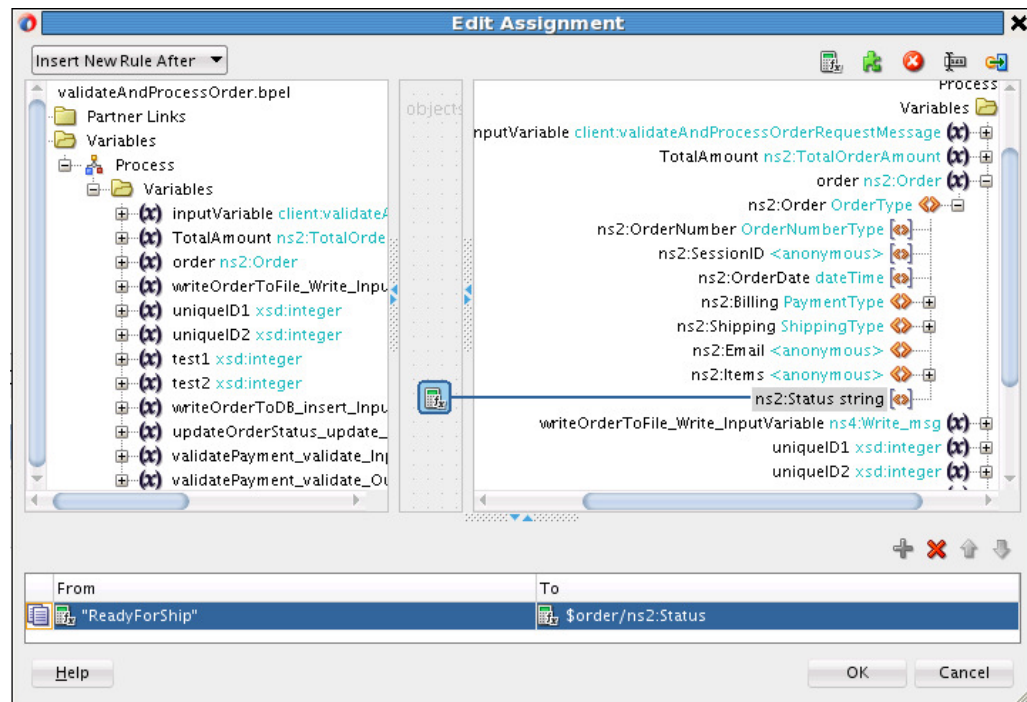 Edit Assignment
Insert New Rule After
validateAndProcessOrder.bpel
Partner Links
Variables
Process
Variables
inputVariable client:validateA
TotalAmount ns2:TotalOrde
order ns2:Order
writeOrderToFile_Write_Inpu
uniqueID1 xsd:integer
uniqueID2 xsd:integer
test1 xsd:integer
test2 xsd:integer
writeOrderToDB_insert_Inpu
updateOrderStatus_update_
validatePayment_validate_In
validatePayment_validate_Ou
objects
Process
Variables
nputVariable client:validateAndProcessOrderRequestMessage (x)
TotalAmount ns2:TotalOrderAmount (x)
order ns2:Order (x)
ns2:Order OrderType
ns2:OrderNumber OrderNumberType
ns2:SessionID <anonymous>
ns2:OrderDate dateTime
ns2:Billing PaymentType
ns2:Shipping ShippingType
ns2:Email <anonymous>
ns2:Items <anonymous>
ns2:Status string
writeOrderToFile_Write_InputVariable ns4:Write_msg (x)
uniqueID1 xsd:integer (x)
uniqueID2 xsd:integer (x)
From To
"ReadyForShip" $order/ns2:Status
Help OK Cancel